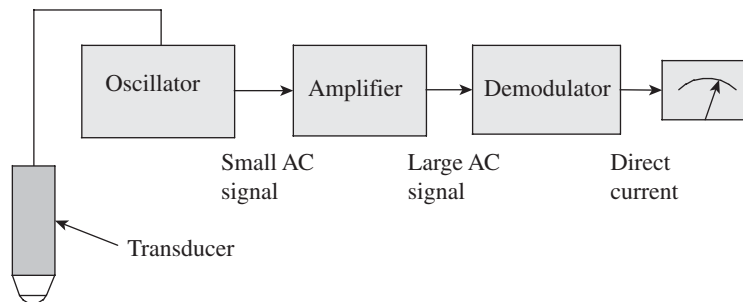 Oscillator
Amplifier
Demodulator
Small AC
signal
Large AC
signal
Direct
current
Transducer